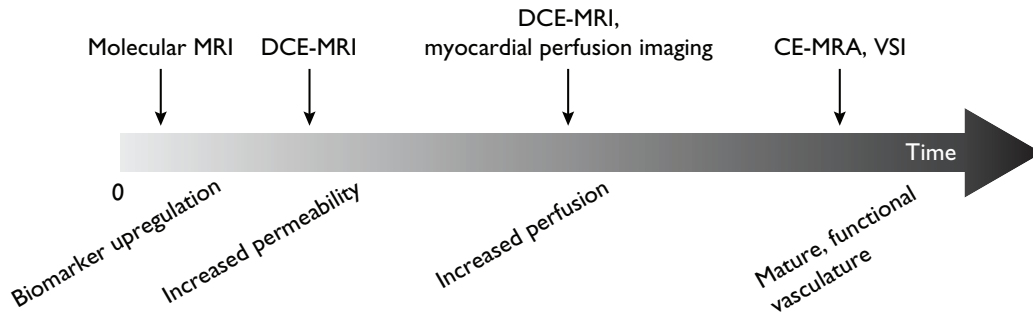 DCE-MRI,
Molecular MRI
DCE-MRI
myocardial perfusion imaging
CE-MRA, VSI
Time
0
Biomarker upregulation
Increased permeability
Increased perfusion
Mature, functional
vasculature